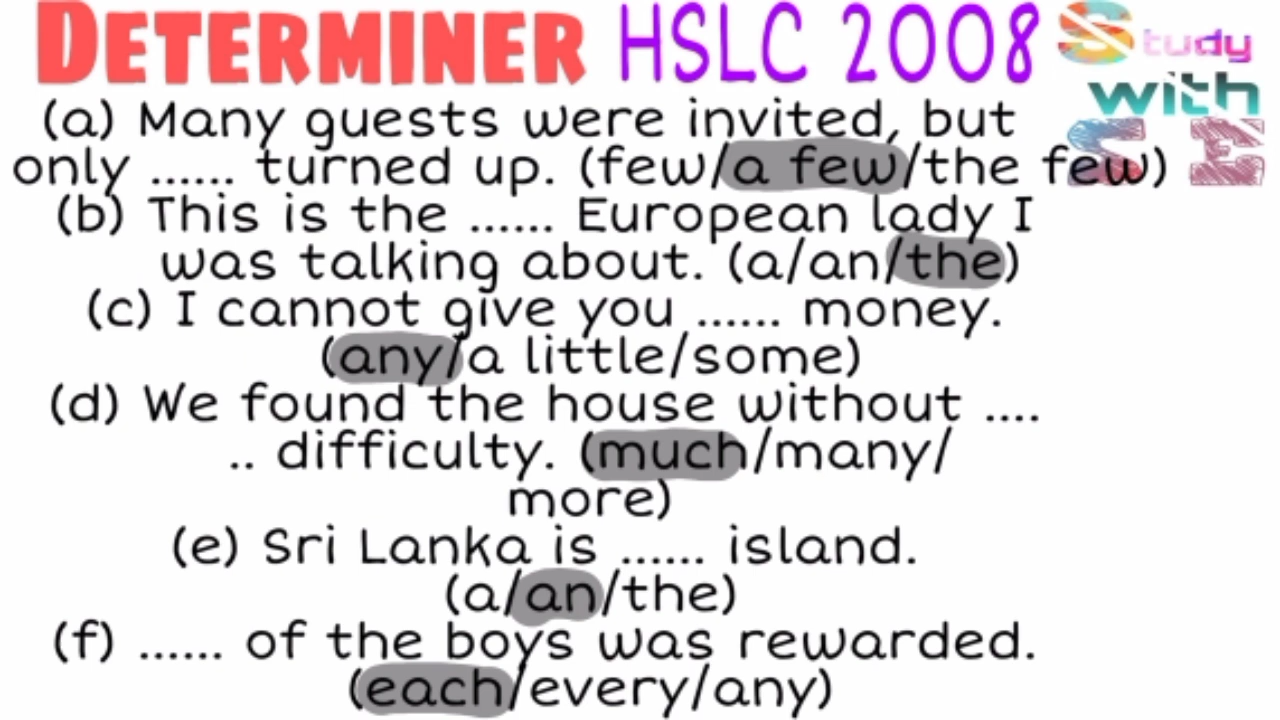 DETERMINER HSLC 2008 Study
with
S E
(a) Many guests were invited, but
only ...... turned up. (few/a few/the few)
(b) This is the ...... European lady I
was talking about. (a/an/the)
(c) I cannot give you ...... money.
(any/a little/some)
(d) We found the house without ....
.. difficulty. (much/many/
more)
(e) Sri Lanka is ...... island.
(a/an/the)
(f) ...... of the boys was rewarded.
(each/every/any)